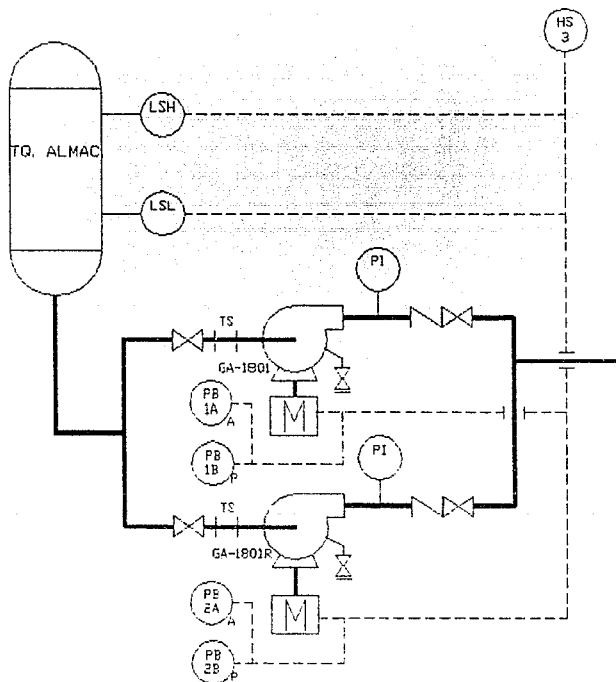 HS
3
LSH
TQ. ALMAC
LSL
PI
TS
GA-1801
PB
1A
A
M
PB
1B
P
PI
TS
GA-1801R
PB
2A
A
M
PB
2B
P